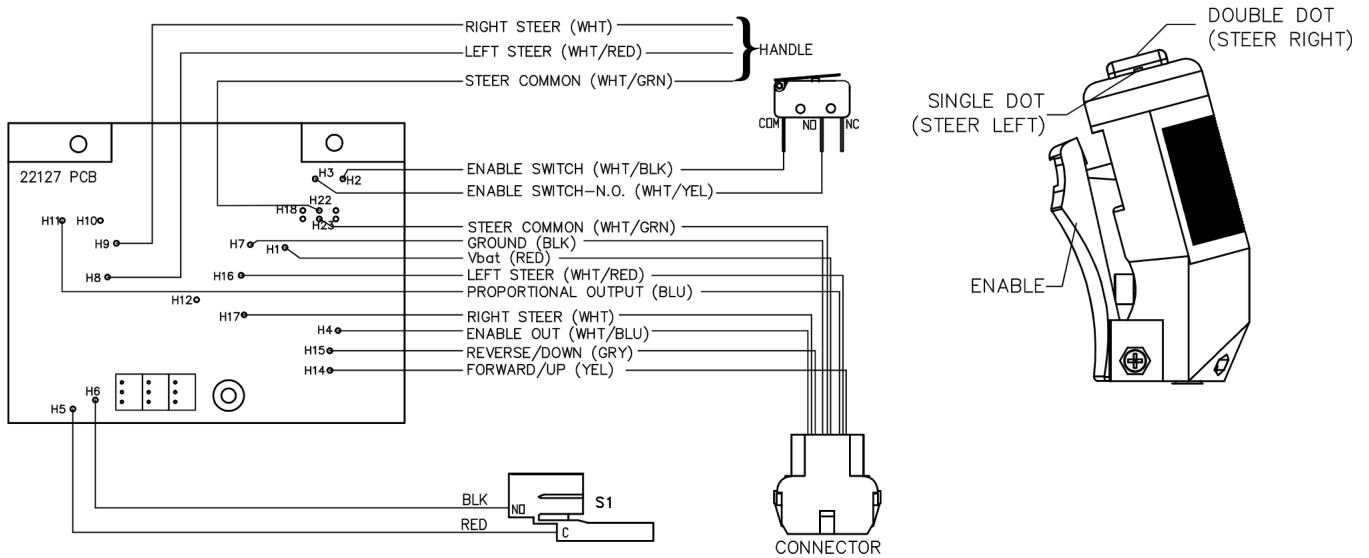 RIGHT STEER (WHT)
LEFT STEER (WHT/RED)
STEER COMMON (WHT/GRN)
HANDLE
COM
NO
NC
22127 PCB
ENABLE SWITCH (WHT/BLK)
ENABLE SWITCH-N.O. (WHT/YEL)
STEER COMMON (WHT/GRN)
GROUND (BLK)
Vbat (RED)
LEFT STEER (WHT/RED)
PROPORTIONAL OUTPUT (BLU)
RIGHT STEER (WHT)
ENABLE OUT (WHT/BLU)
REVERSE/DOWN (GRY)
FORWARD/UP (YEL)
H3
H2
H22
H18
H23
H11
H10
H9
H7
H1
H8
H16
H12
H17
H4
H15
H14
H6
H5
BLK
RED
NO
C
S1
CONNECTOR
DOUBLE DOT
(STEER RIGHT)
SINGLE DOT
(STEER LEFT)
ENABLE